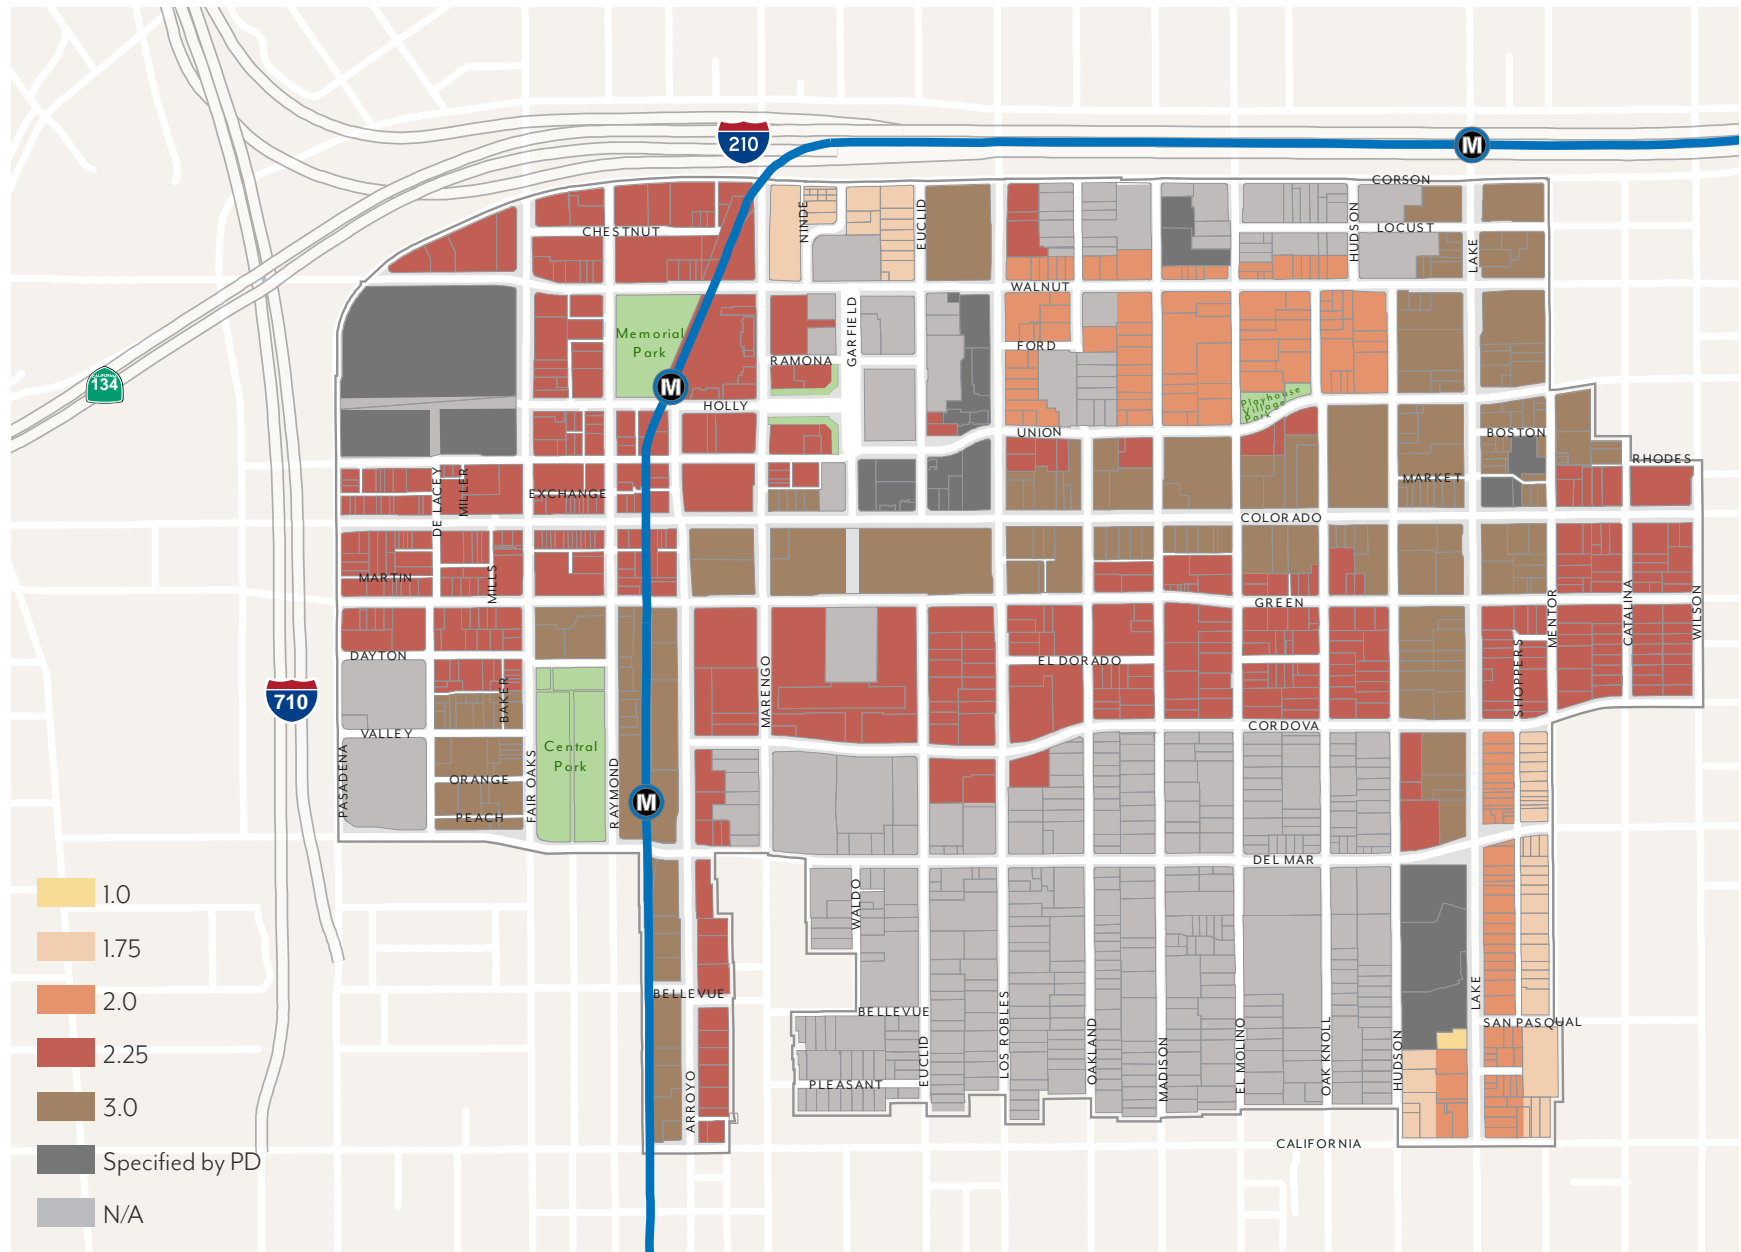 210
M
CORSON
NINDE
EUCLID
HUDSON
CHESTNUT
LOCUST
LAKE
WALNUT
Memorial
Park
GARFIELD
FORD
RAMONA
CALIFORNIA
134
M
HOLLY
Playhouse
Village
Park
UNION
BOSTON
RHODES
DE LACEY
MILLER
EXCHANGE
MARKET
COLORADO
MARTIN
MILLS
GREEN
MENTOR
CATALINA
WILSON
DAYTON
EL DORADO
SHOPPERS
710
BAKER
MARENGO
CORDOVA
VALLEY
Central
Park
PASADENA
ORANGE
FAIR OAKS
RAYMOND
M
PEACH
DEL MAR
1.0
WALDO
1.75
BELLEVUE
LAKE
2.0
BELLEVUE
SAN PASQUAL
2.25
EUCLID
LOS ROBLES
OAKLAND
MADISON
EL MOLINO
OAK KNOLL
HUDSON
PLEASANT
ARROYO
3.0
CALIFORNIA
Specified by PD
N/A